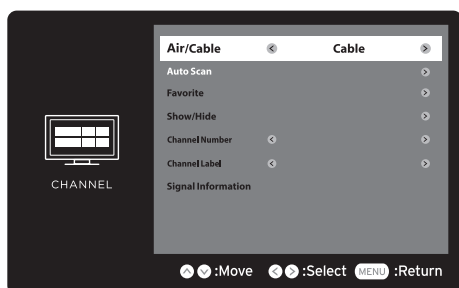 Air/Cable Cable
Auto Scan
Favorite
Show/Hide
Channel Number
Channel Label
Signal Information
CHANNEL
:Move :Select MENU :Return